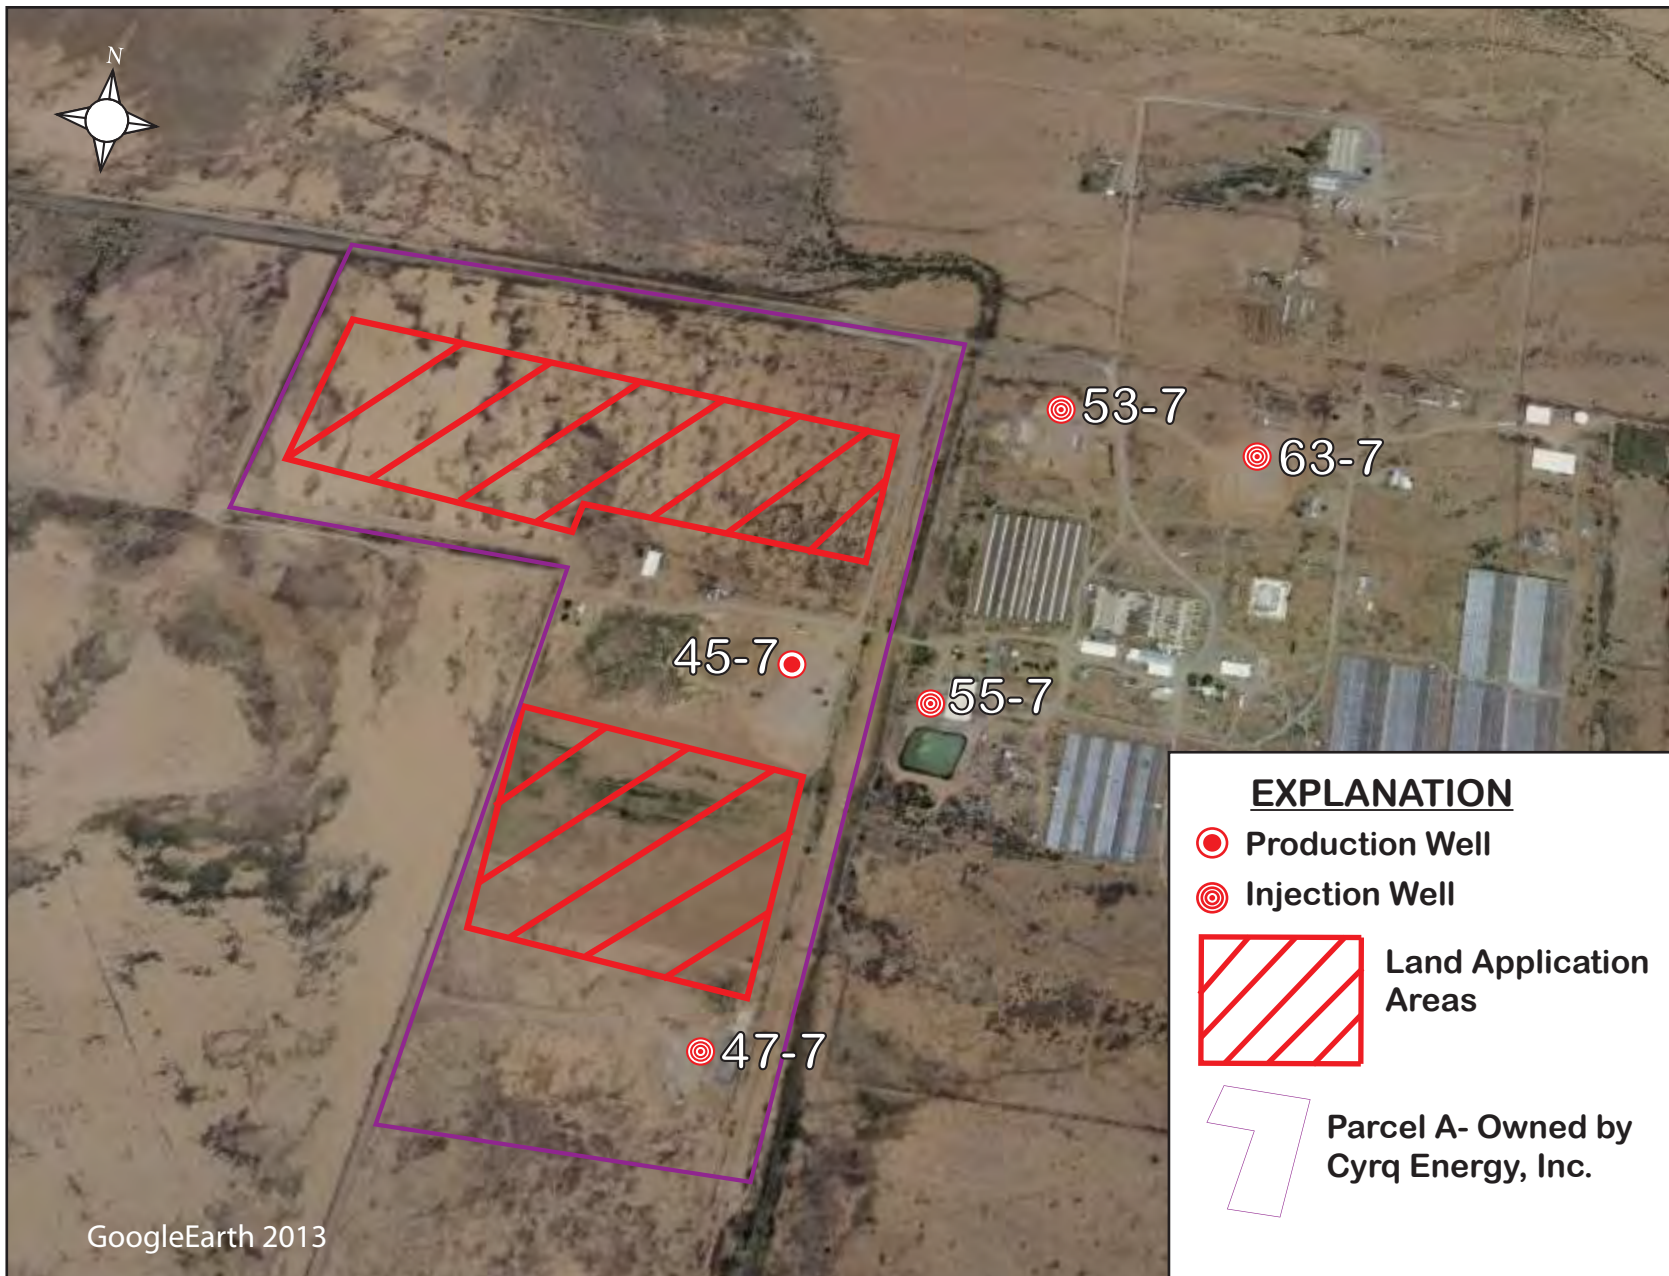 N
53-7
63-7
45-7
55-7
47-7
EXPLANATION
Production Well
Injection Well
Land Application
Areas
Parcel A- Owned by
Cyrq Energy, Inc.
GoogleEarth 2013